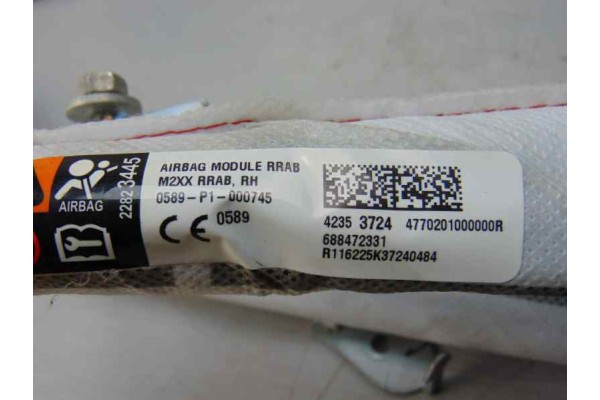 AIRBAG
2282 3445
AIRBAG MODULE RRAB
M2XX RRAB, RH
0589-P1-000745
CE 0589
4235 3724 4770201000000R
688472331
R116225K37240484